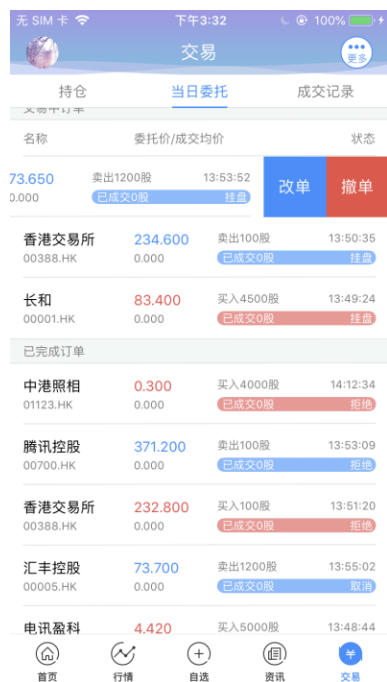 无 SIM 卡 下午3:32 100%
交易 更多
持仓 当日委托 成交记录
交易中订单
名称 委托价/成交均价 状态
73.650 卖出1200股 13:53:52 改单 撤单
0.000 已成交0股 挂盘
香港交易所 234.600 卖出100股 13:50:35
00388.HK 0.000 已成交0股 挂盘
长和 83.400 买入4500股 13:49:24
00001.HK 0.000 已成交0股 挂盘
已完成订单
中港照相 0.300 买入4000股 14:12:34
01123.HK 0.000 已成交0股 拒绝
腾讯控股 371.200 卖出100股 13:53:09
00700.HK 0.000 已成交0股 拒绝
香港交易所 232.800 买入100股 13:51:20
00388.HK 0.000 已成交0股 拒绝
汇丰控股 73.700 卖出1200股 13:55:02
00005.HK 0.000 已成交0股 取消
电讯盈科 4.420 买入5000股 13:48:44
首页 行情 自选 资讯 交易